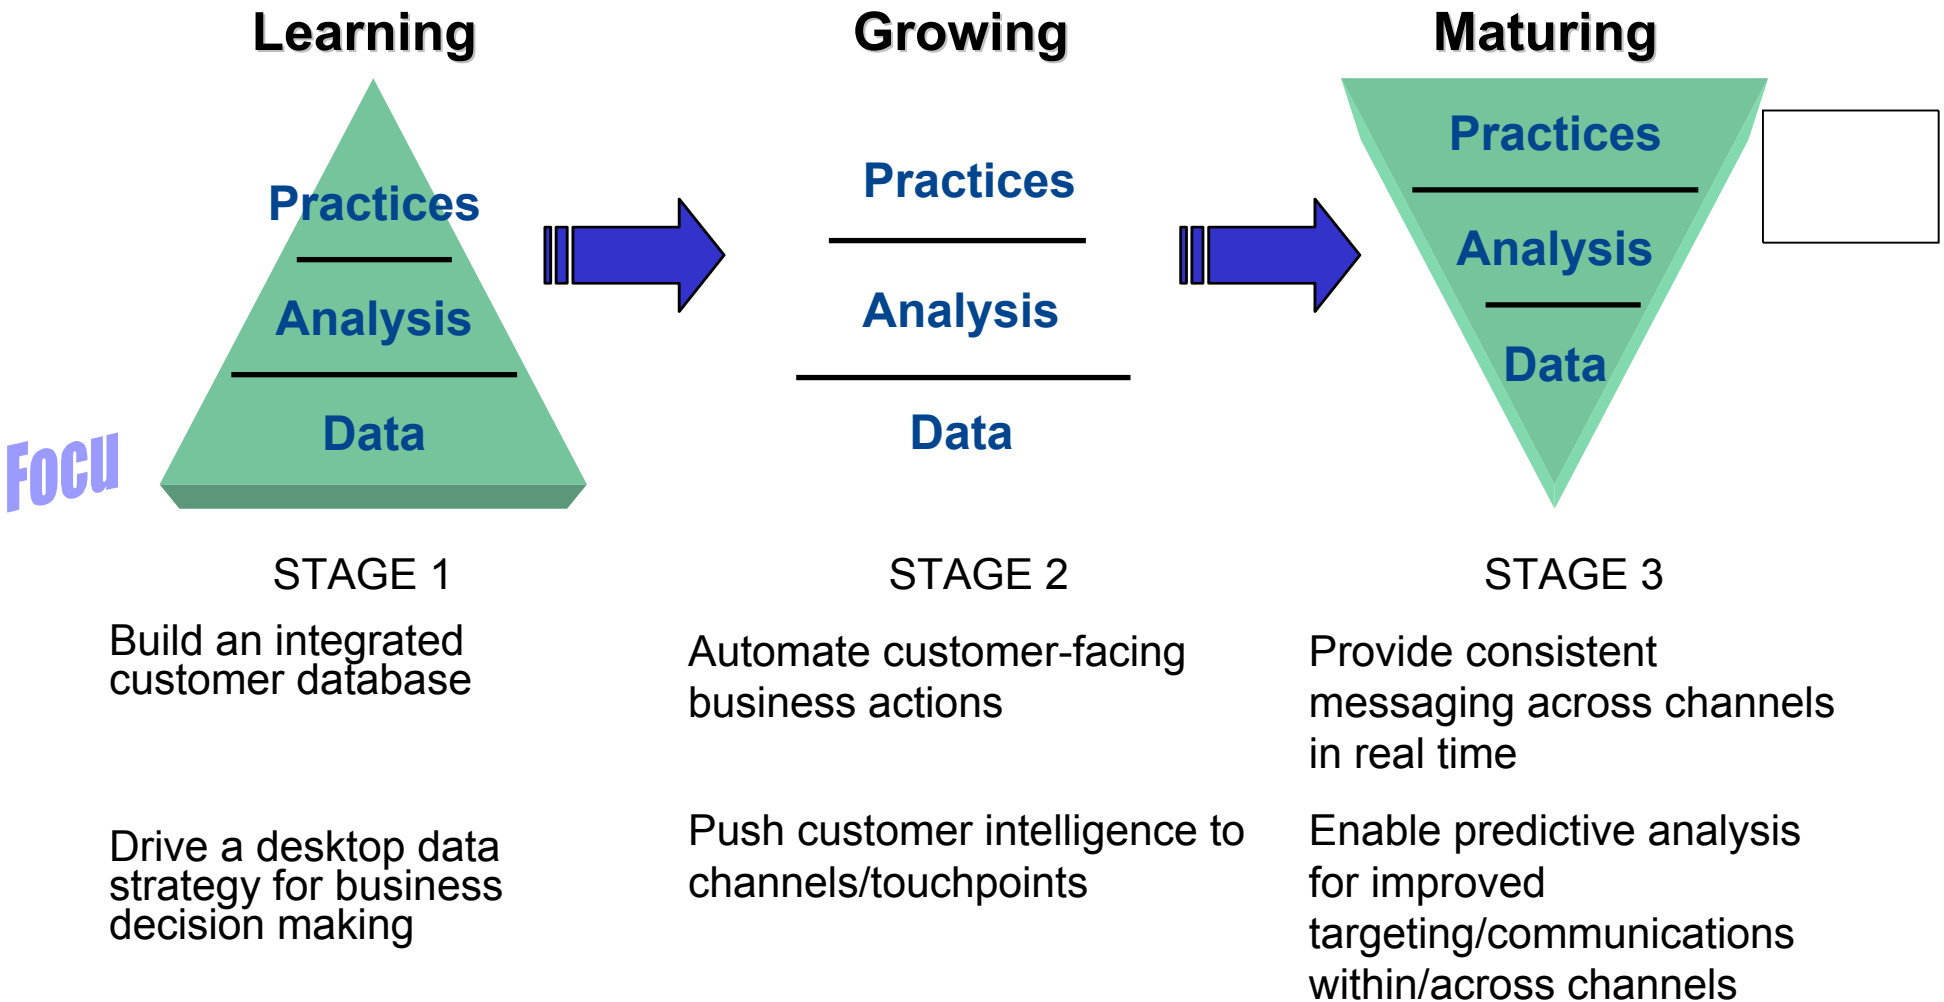 Learning
Growing
Maturing
Practices
Analysis
Data
Practices
Analysis
Data
Practices
Analysis
Data
Focu
STAGE 1
Build an integrated
customer database
Drive a desktop data
strategy for business
decision making
STAGE 2
Automate customer-facing
business actions
Push customer intelligence to
channels/touchpoints
STAGE 3
Provide consistent
messaging across channels
in real time
Enable predictive analysis
for improved
targeting/communications
within/across channels